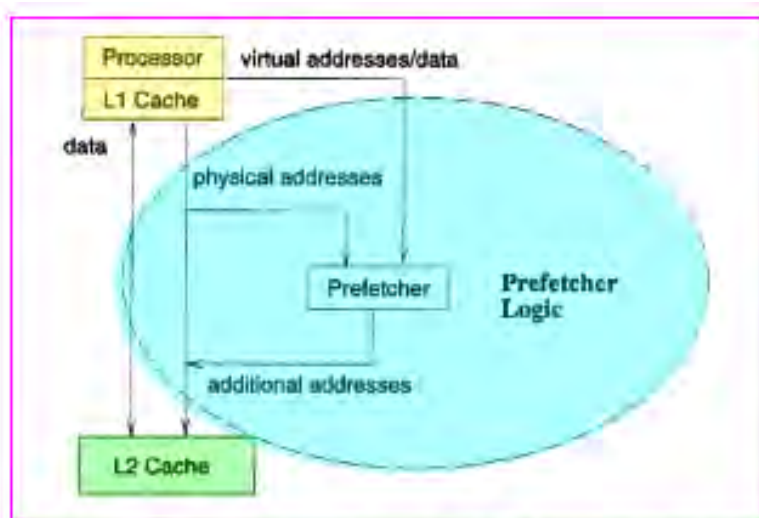 Processor
virtual addresses/data
L1 Cache
data
physical addresses
Prefetcher
Prefetcher
Logic
additional addresses
L2 Cache